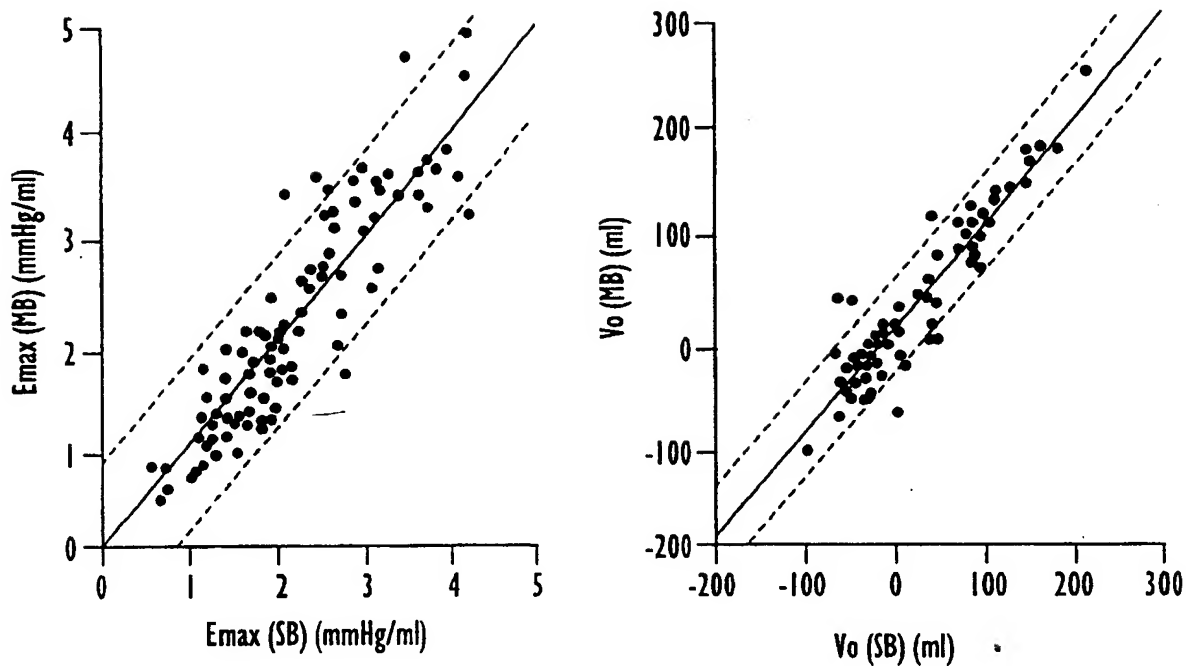 5
4
3
2
1
0
Emax (MB) (mmHg/ml)
0 1 2 3 4 5
Emax (SB) (mmHg/ml)
300
200
100
0
-100
-200
Vo (MB) (ml)
-200 -100 0 100 200 300
Vo (SB) (ml)